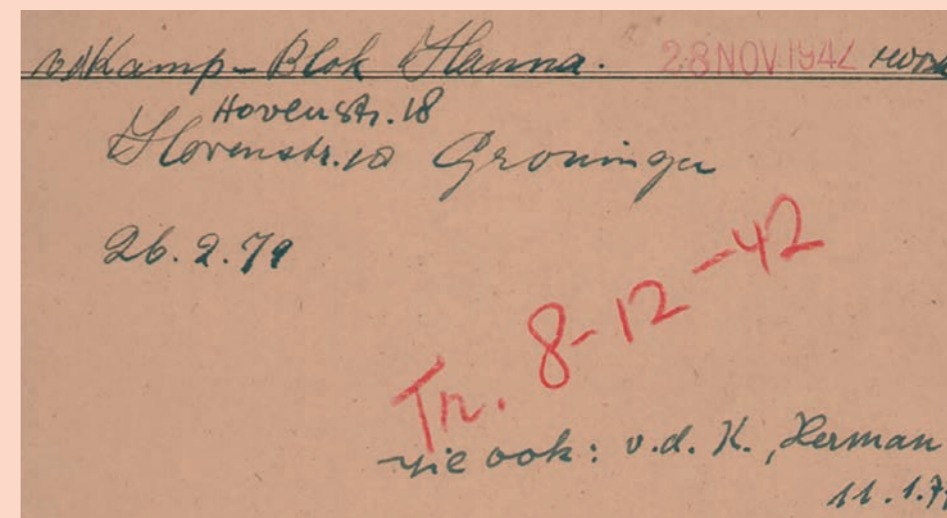 vdKamp-Blok Hanna. 28 NOV. 1942
Hovenstr. 18
Hovenstr. 18 Groningen
26.2.79
Tr. 8-12-42
zie ook: v.d. K., Herman
11.1.7